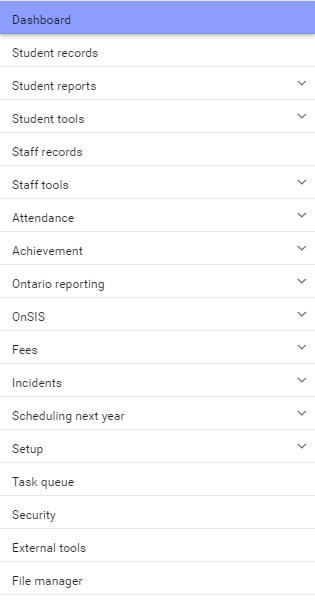 Dashboard
Student records
Student reports
Student tools
Staff records
Staff tools
Attendance
Achievement
Ontario reporting
OnSIS
Fees
Incidents
Scheduling next year
Setup
Task queue
Security
External tools
File manager